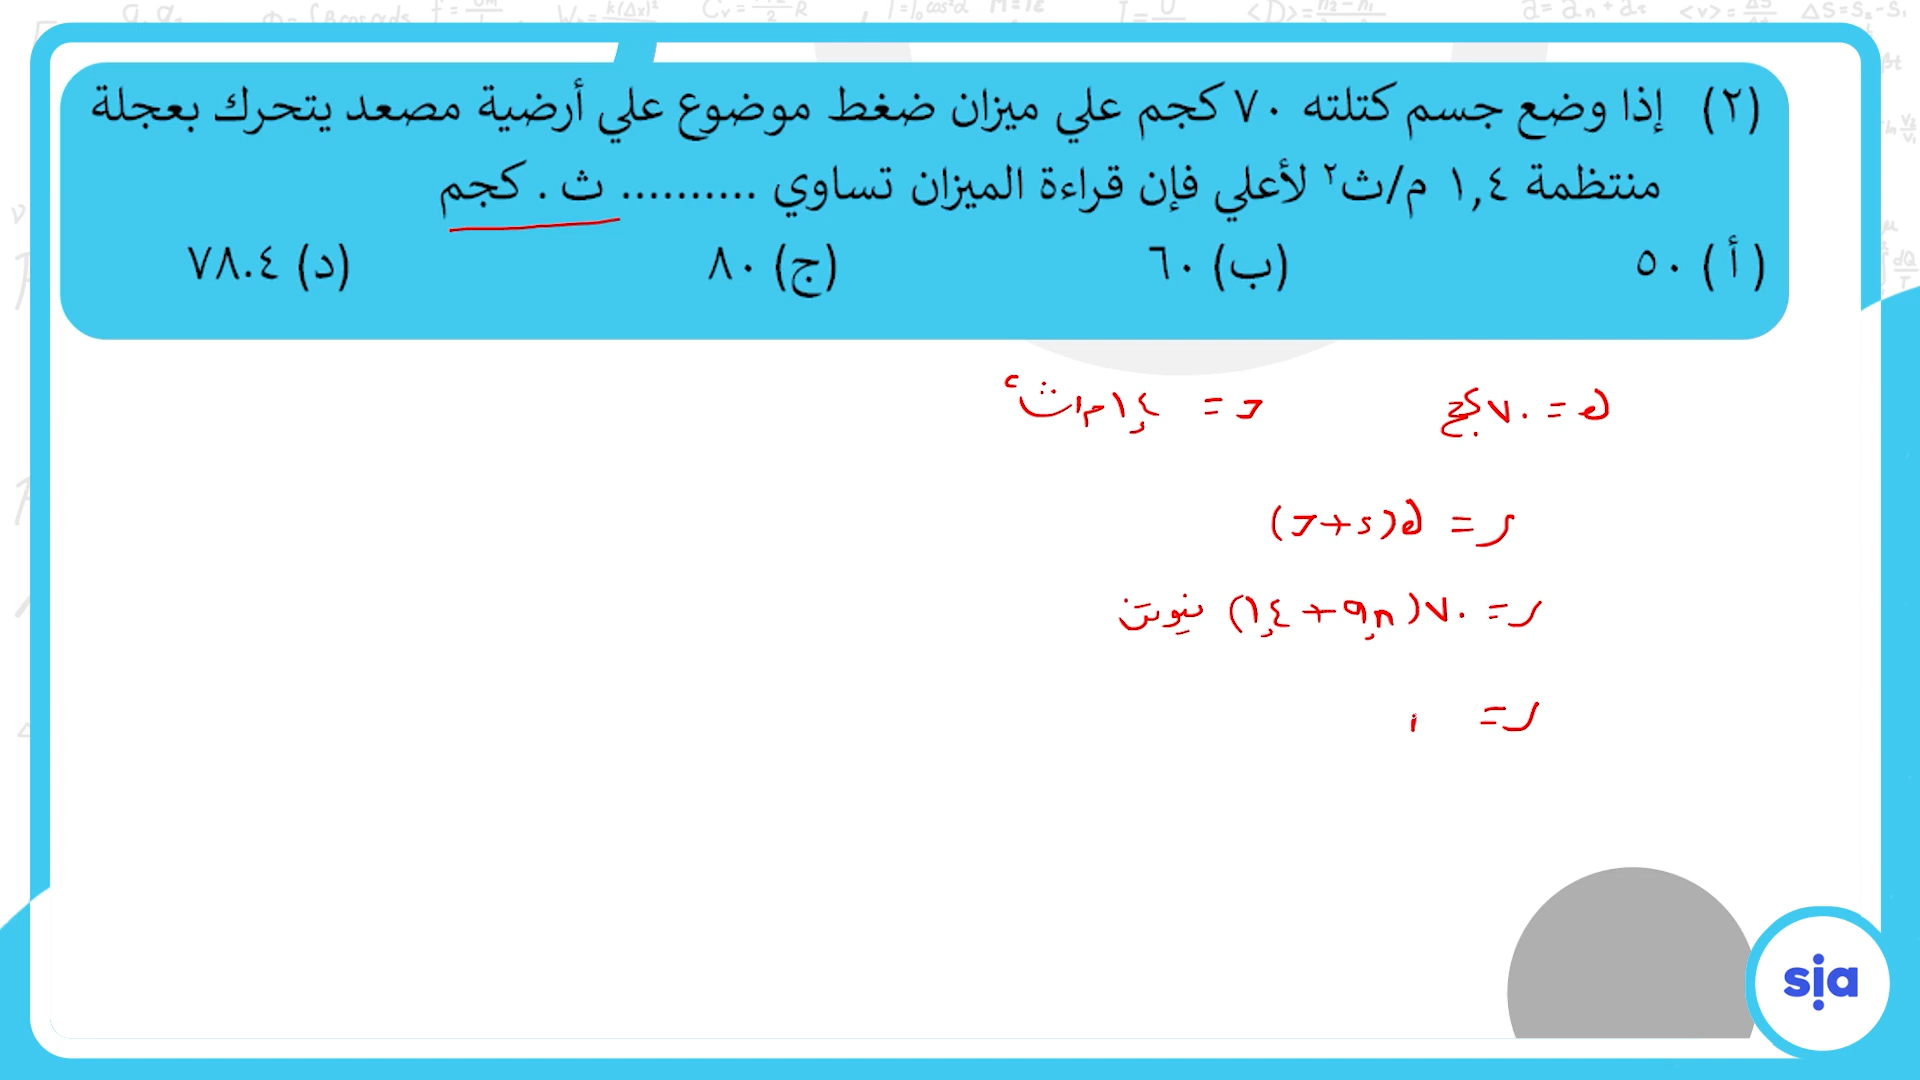 (٢) إذا وضع جسم كتلته ٧٠ كجم علي ميزان ضغط موضوع علي أرضية مصعد يتحرك بعجلة
منتظمة ١,٤ م/ث٢ لأعلي فإن قراءة الميزان تساوي .......... ث . كجم
(أ) ٥٠ (ب) ٦٠ (ج) ٨٠ (د) ٧٨.٤
ك = ٧٠ كجم ج = ١,٤ م/ث٢
ر = ك(د + ج)
ر = ٧٠(٩,٨ + ١,٤) نيوتن
ر = ١
sia